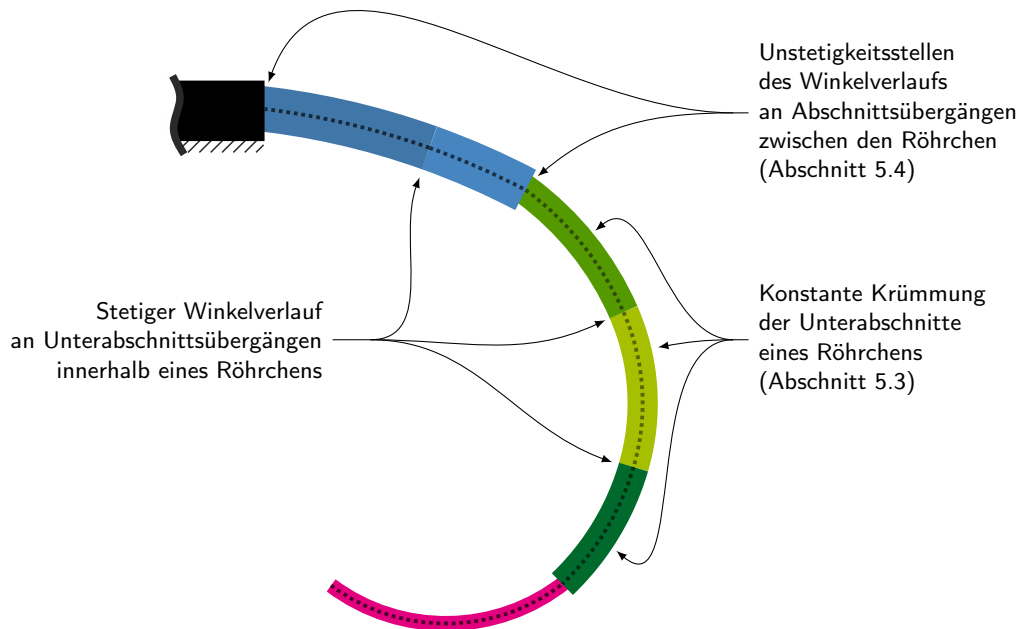 Unstetigkeitsstellen
des Winkelverlaufs
an Abschnittsübergängen
zwischen den Röhrchen
(Abschnitt 5.4)
Stetiger Winkelverlauf
an Unterabschnittsübergängen
innerhalb eines Röhrchens
Konstante Krümmung
der Unterabschnitte
eines Röhrchens
(Abschnitt 5.3)